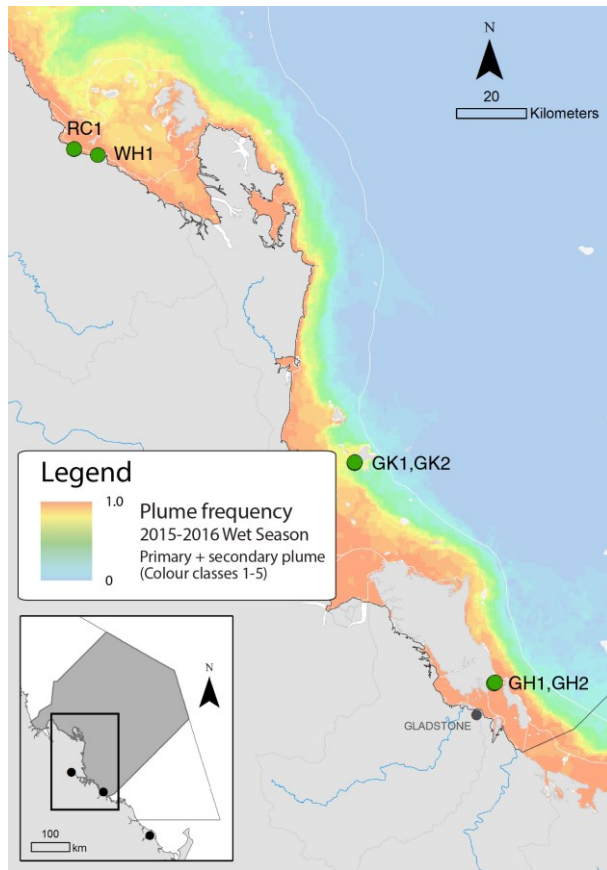 N
20
Kilometers
RC1
WH1
GK1,GK2
Legend
1.0
Plume frequency
2015-2016 Wet Season
Primary + secondary plume
(Colour classes 1-5)
0
N
GH1,GH2
GLADSTONE
100
km